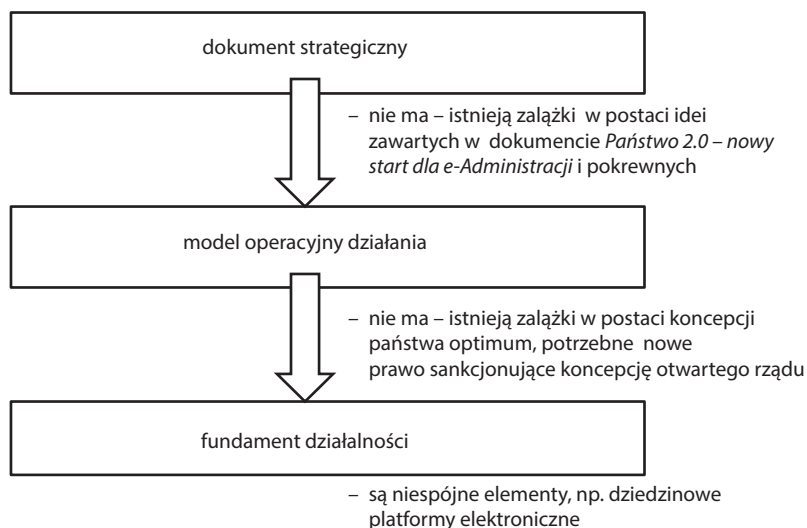 dokument strategiczny
– nie ma – istnieją zalążki w postaci idei
zawartych w dokumencie Państwo 2.0 – nowy
start dla e-Administracji i pokrewnych
model operacyjny działania
– nie ma – istnieją zalążki w postaci koncepcji
państwa optimum, potrzebne nowe
prawo sankcjonujące koncepcję otwartego rządu
fundament działalności
– są niespójne elementy, np. dziedzinowe
platformy elektroniczne